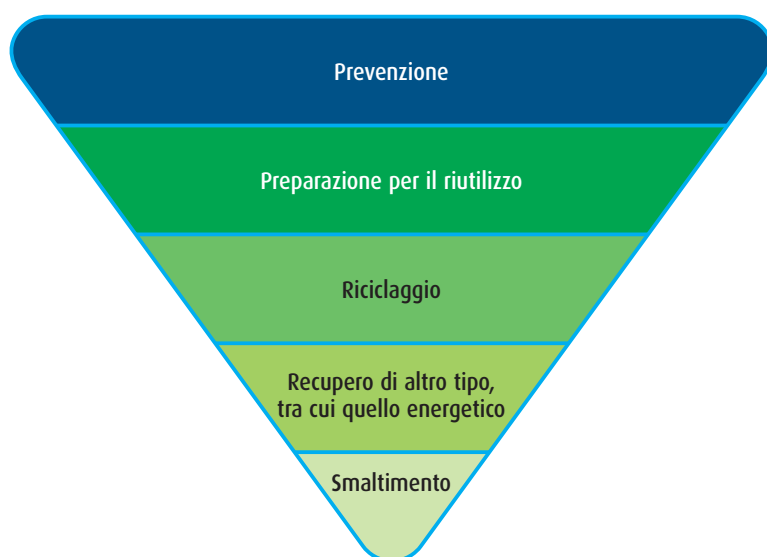 Prevenzione
Preparazione per il riutilizzo
Riciclaggio
Recupero di altro tipo,
tra cui quello energetico
Smaltimento